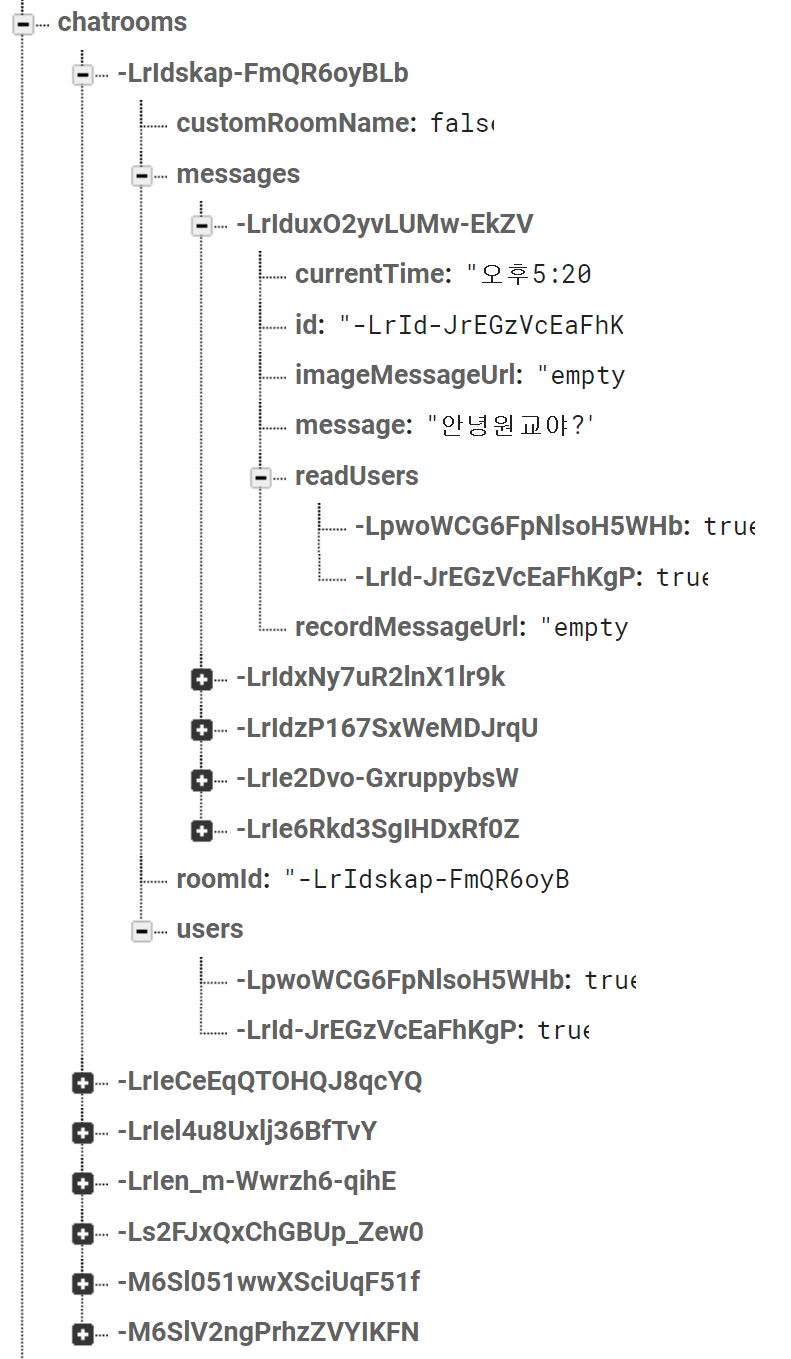 chatrooms
-LrIdskap-FmQR6oyBLb
customRoomName: false
messages
-LrIduxO2yvLUMw-EkZV
currentTime: "오후5:20
id: "-LrId-JrEGzVcEaFhK
imageMessageUrl: "empty
message: "안녕원교야?'
readUsers
-LpwoWCG6FpNlsoH5WHb: true
-LrId-JrEGzVcEaFhKgP: true
recordMessageUrl: "empty
-LrIdxNy7uR2lnX1lr9k
-LrIdzP167SxWeMDJrqU
-LrIe2Dvo-GxruppybsW
-LrIe6Rkd3SgIHDxRf0Z
roomId: "-LrIdskap-FmQR6oyB
users
-LpwoWCG6FpNlsoH5WHb: true
-LrId-JrEGzVcEaFhKgP: true
-LrIeCeEqQTOHQJ8qcYQ
-LrIel4u8Uxlj36BfTvY
-LrIen_m-Wwrzh6-qihE
-Ls2FJxQxChGBUp_Zew0
-M6Sl051wwXSciUqF51f
-M6SlV2ngPrhzZVYIKFN